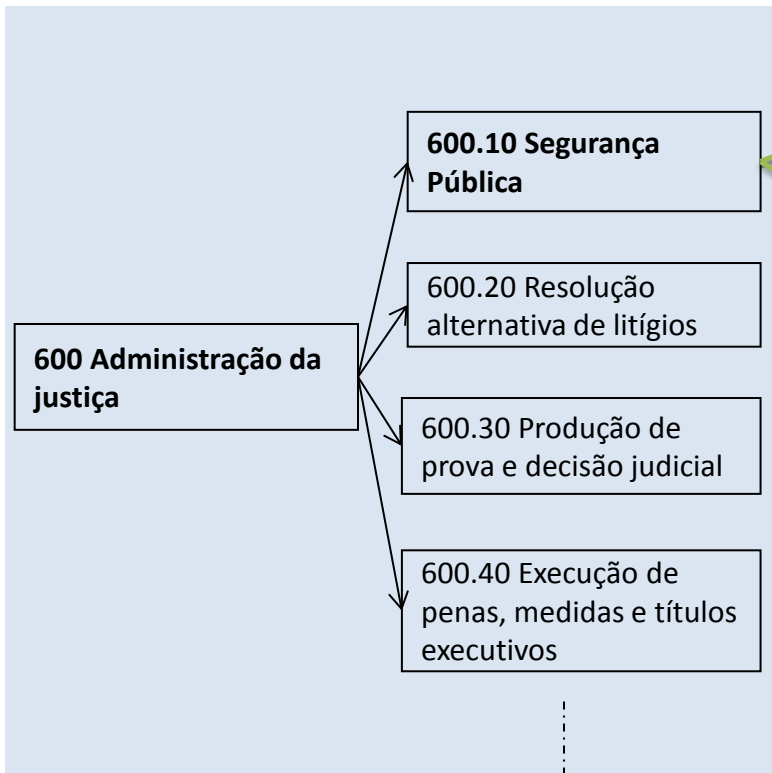 600.10 Segurança
Pública
600.20 Resolução
alternativa de litígios
600 Administração da
justiça
600.30 Produção de
prova e decisão judicial
600.40 Execução de
penas, medidas e títulos
executivos